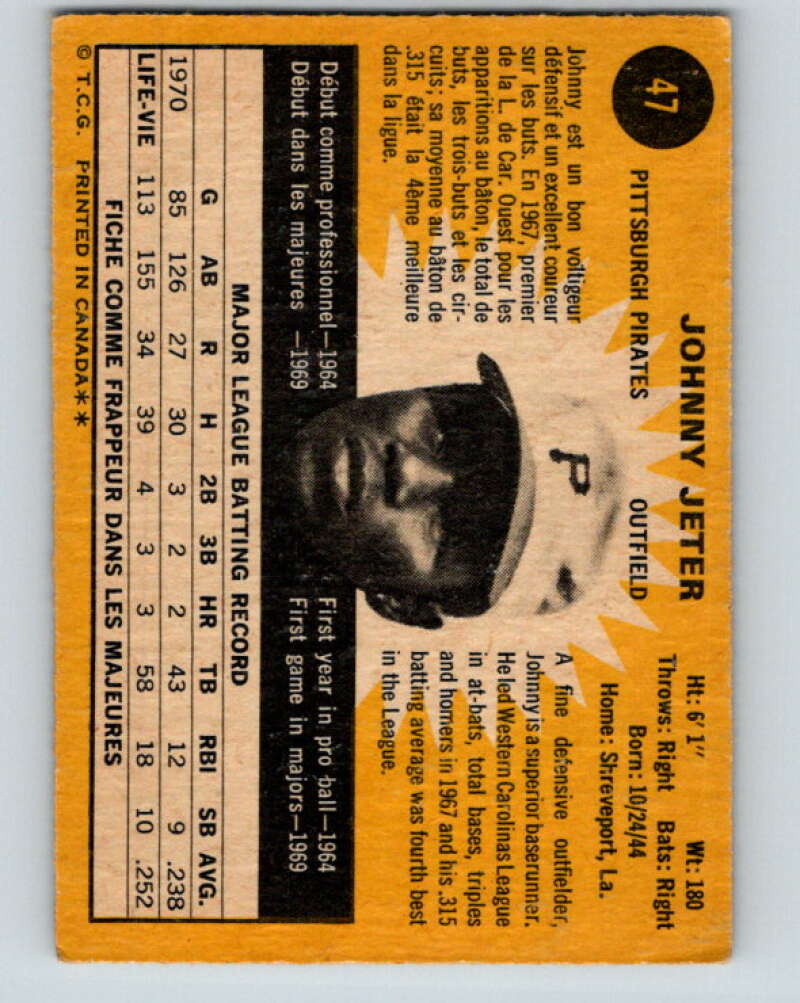 47
JOHNNY JETER
PITTSBURGH PIRATES OUTFIELD
Ht: 6'1" Wt: 180
Throws: Right Bats: Right
Born: 10/24/44
Home: Shreveport, La.
Johnny est un bon voltigeur
défensif et un excellent coureur
sur les buts. En 1967, premier
de la L. de Car. Ouest pour les
apparitions au bâton, le total de
buts, les trois-buts et les cir-
cuits; sa moyenne au bâton de
.315 était la 4ème meilleure
dans la ligue.
P
A fine defensive outfielder,
Johnny is a superior baserunner.
He led Western Carolinas League
in at-bats, total bases, triples
and homers in 1967 and his .315
batting average was fourth best
in the League.
Début comme professionnel—1964
Début dans les majeures —1969
First year in pro ball—1964
First game in majors—1969
MAJOR LEAGUE BATTING RECORD
G AB R H 2B 3B HR TB RBI SB AVG.
1970 85 126 27 30 3 2 2 43 12 9 .238
LIFE-VIE 113 155 34 39 4 3 3 58 18 10 .252
FICHE COMME FRAPPEUR DANS LES MAJEURES
© T.C.G. PRINTED IN CANADA**